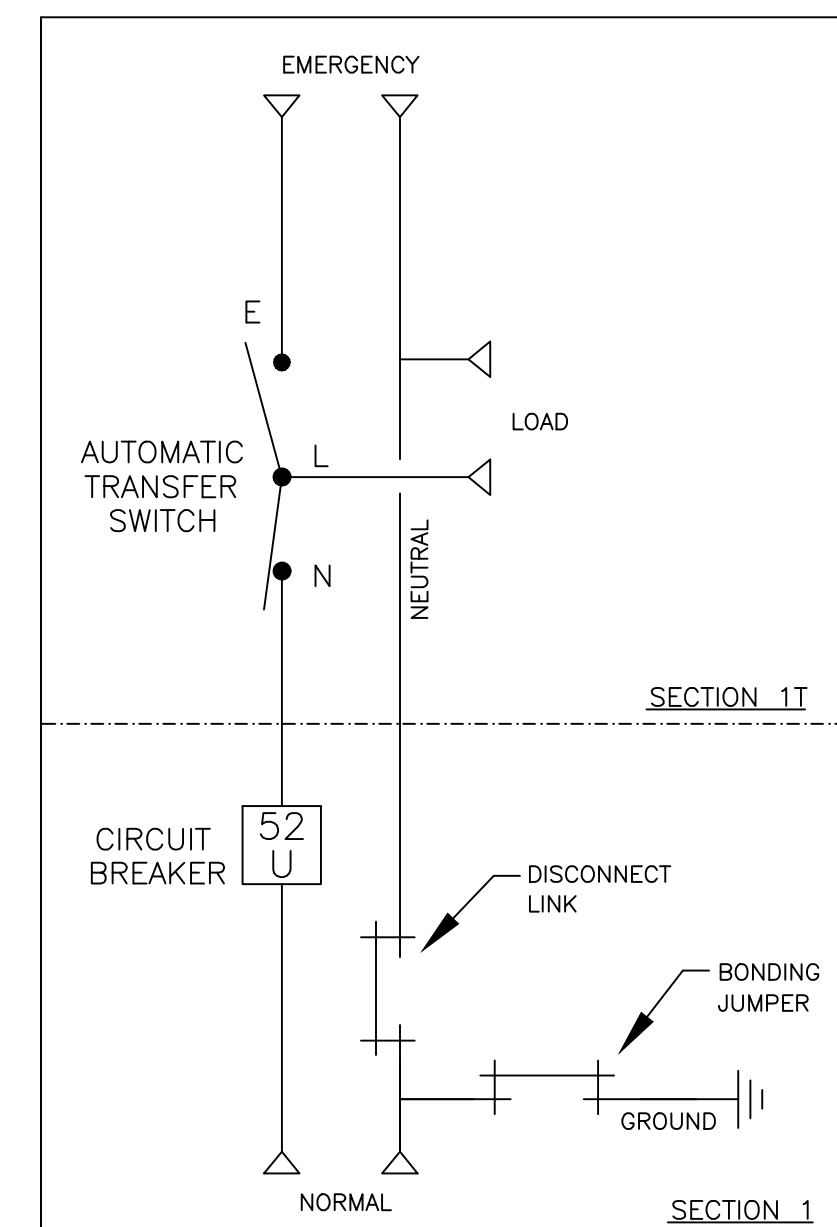 EMERGENCY
E
LOAD
AUTOMATIC
TRANSFER
SWITCH
L
N
NEUTRAL
SECTION 1T
CIRCUIT
BREAKER
52
U
DISCONNECT
LINK
BONDING
JUMPER
GROUND
NORMAL
SECTION 1